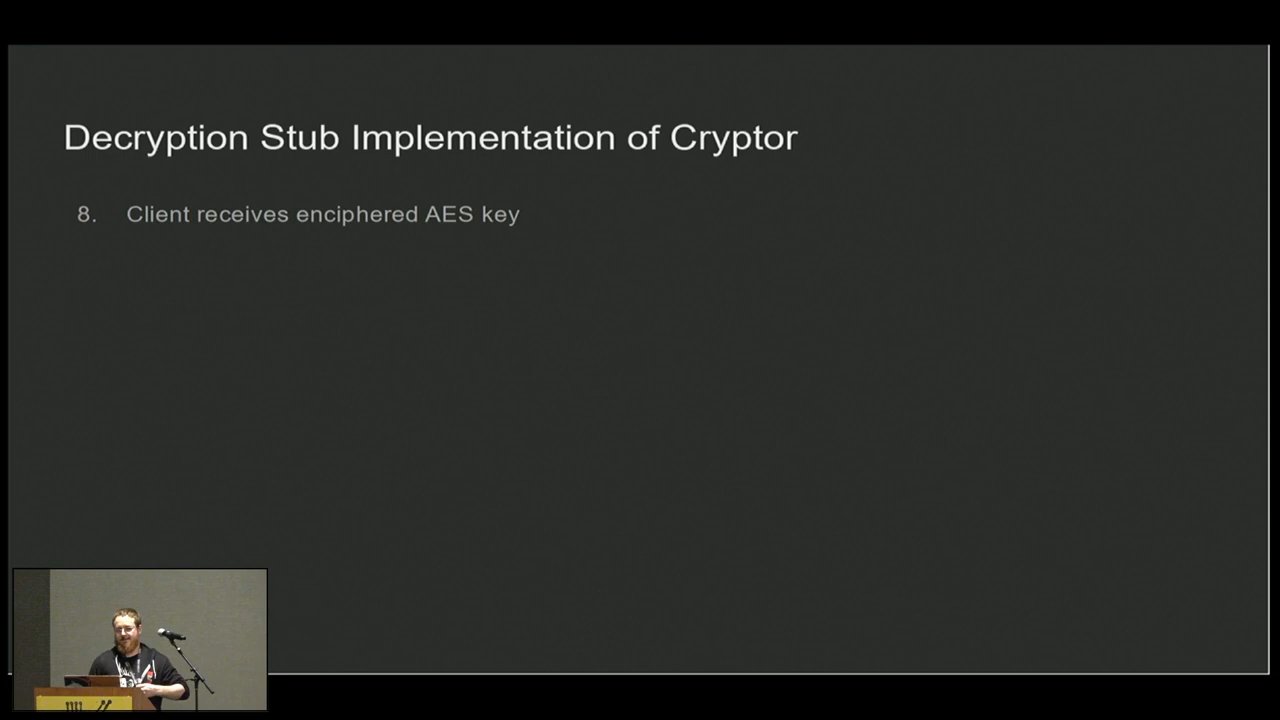 Decryption Stub Implementation of Cryptor
8. Client receives enciphered AES key